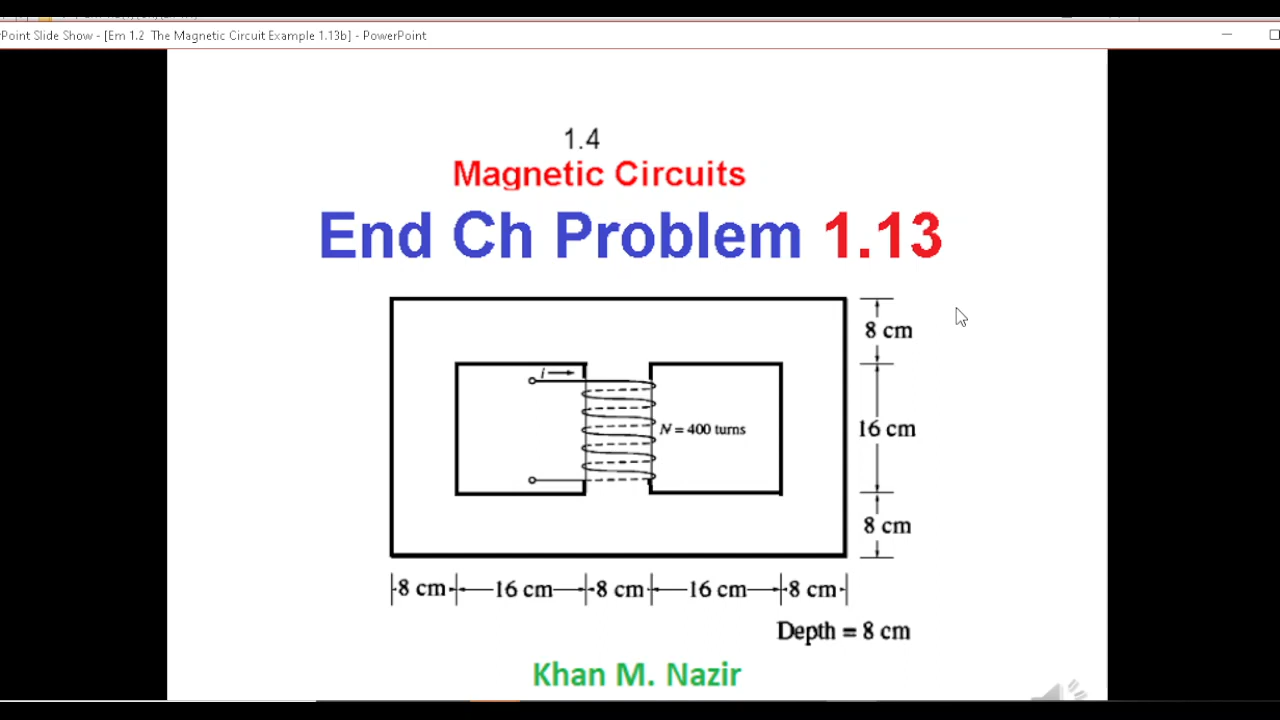 Point Slide Show - [Em 1.2 The Magnetic Circuit Example 1.13b] - PowerPoint
1.4
Magnetic Circuits
End Ch Problem 1.13
8 cm
i
N = 400 turns
16 cm
8 cm
8 cm 16 cm 8 cm 16 cm 8 cm
Depth = 8 cm
Khan M. Nazir